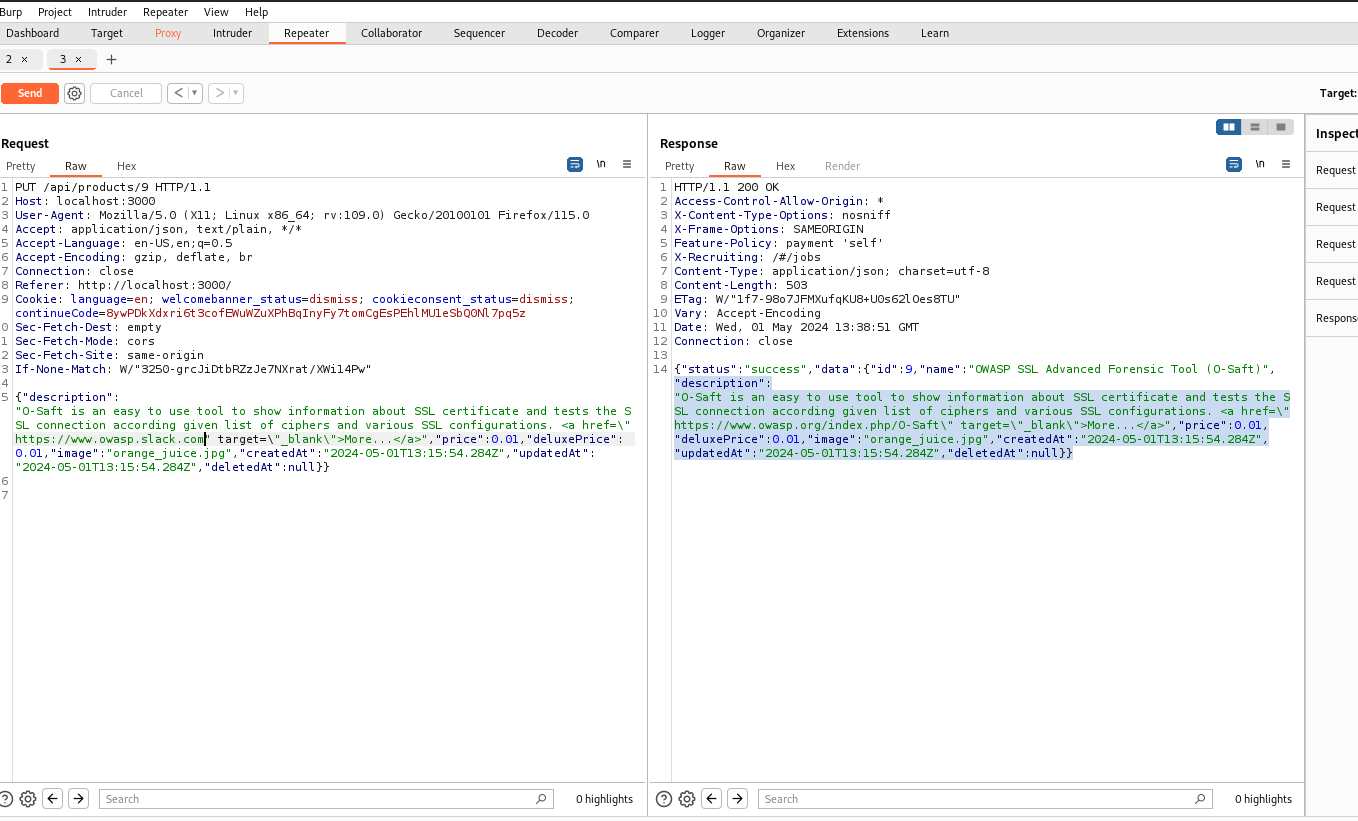 Burp Project Intruder Repeater View Help
Dashboard Target Proxy Intruder Repeater Collaborator Sequencer Decoder Comparer Logger Organizer Extensions Learn
2 × 3 × +
Send Cancel < ▾ > ▾ Target:
Request
Pretty Raw Hex \n ≡
1 PUT /api/products/9 HTTP/1.1
2 Host: localhost:3000
3 User-Agent: Mozilla/5.0 (X11; Linux x86_64; rv:109.0) Gecko/20100101 Firefox/115.0
4 Accept: application/json, text/plain, */*
5 Accept-Language: en-US,en;q=0.5
6 Accept-Encoding: gzip, deflate, br
7 Connection: close
8 Referer: http://localhost:3000/
9 Cookie: language=en; welcomebanner_status=dismiss; cookieconsent_status=dismiss;
continueCode=8ywPDkXdxri6t3cofEWuWZuXPhBqInyFy7tomCgEsPEhlMU1eSbQ0Nl7pq5z
0 Sec-Fetch-Dest: empty
1 Sec-Fetch-Mode: cors
2 Sec-Fetch-Site: same-origin
3 If-None-Match: W/"3250-grcJiDtbRZzJe7NXrat/XWi14Pw"
4
5 {"description":
"O-Saft is an easy to use tool to show information about SSL certificate and tests the S
SL connection according given list of ciphers and various SSL configurations. <a href=\"
https://www.owasp.slack.com" target=\"_blank\">More...</a>","price":0.01,"deluxePrice":
0.01,"image":"orange_juice.jpg","createdAt":"2024-05-01T13:15:54.284Z","updatedAt":
"2024-05-01T13:15:54.284Z","deletedAt":null}}
6
7
Search 0 highlights
Response
Pretty Raw Hex Render \n ≡
1 HTTP/1.1 200 OK
2 Access-Control-Allow-Origin: *
3 X-Content-Type-Options: nosniff
4 X-Frame-Options: SAMEORIGIN
5 Feature-Policy: payment 'self'
6 X-Recruiting: /#/jobs
7 Content-Type: application/json; charset=utf-8
8 Content-Length: 503
9 ETag: W/"1f7-98o7JFMXufqKU8+U0s62lOes8TU"
10 Vary: Accept-Encoding
11 Date: Wed, 01 May 2024 13:38:51 GMT
12 Connection: close
13
14 {"status":"success","data":{"id":9,"name":"OWASP SSL Advanced Forensic Tool (O-Saft)",
"description":
"O-Saft is an easy to use tool to show information about SSL certificate and tests the S
SL connection according given list of ciphers and various SSL configurations. <a href=\"
https://www.owasp.org/index.php/O-Saft\" target=\"_blank\">More...</a>","price":0.01,
"deluxePrice":0.01,"image":"orange_juice.jpg","createdAt":"2024-05-01T13:15:54.284Z",
"updatedAt":"2024-05-01T13:15:54.284Z","deletedAt":null}}
Search 0 highlights
Inspect
Request
Request
Request
Request
Respons